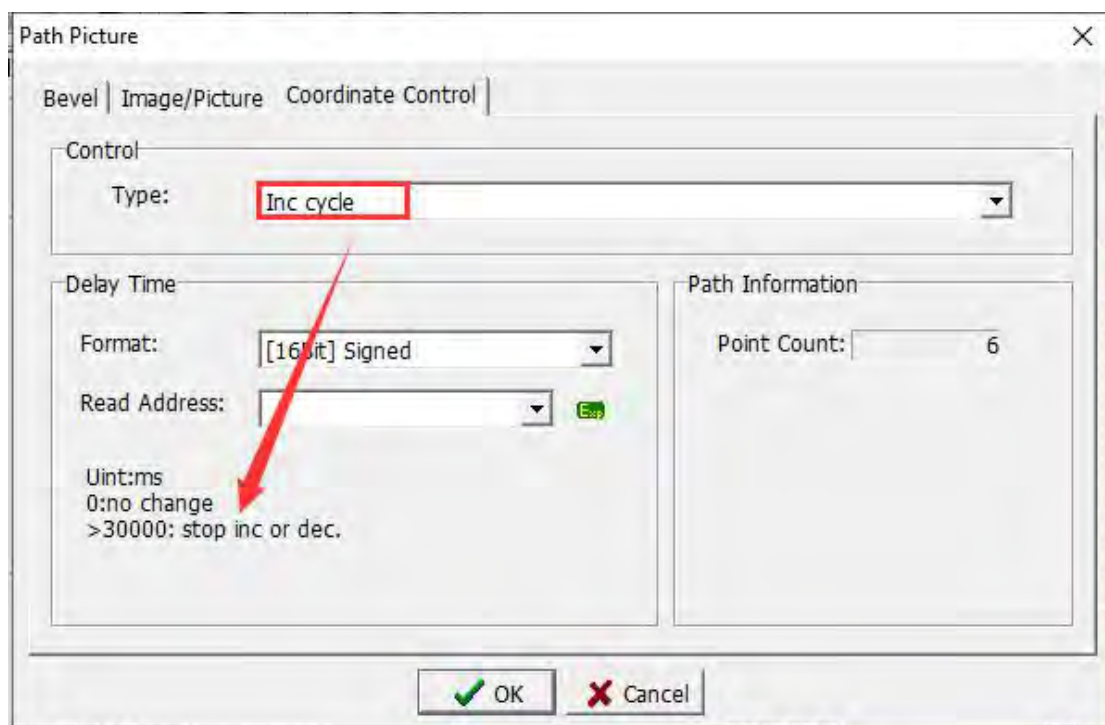 Path Picture
Bevel Image/Picture Coordinate Control
Control
Type: Inc cycle
Delay Time
Format: [16Bit] Signed
Read Address: Exp
Uint:ms
0:no change
>30000: stop inc or dec.
Path Information
Point Count: 6
OK Cancel